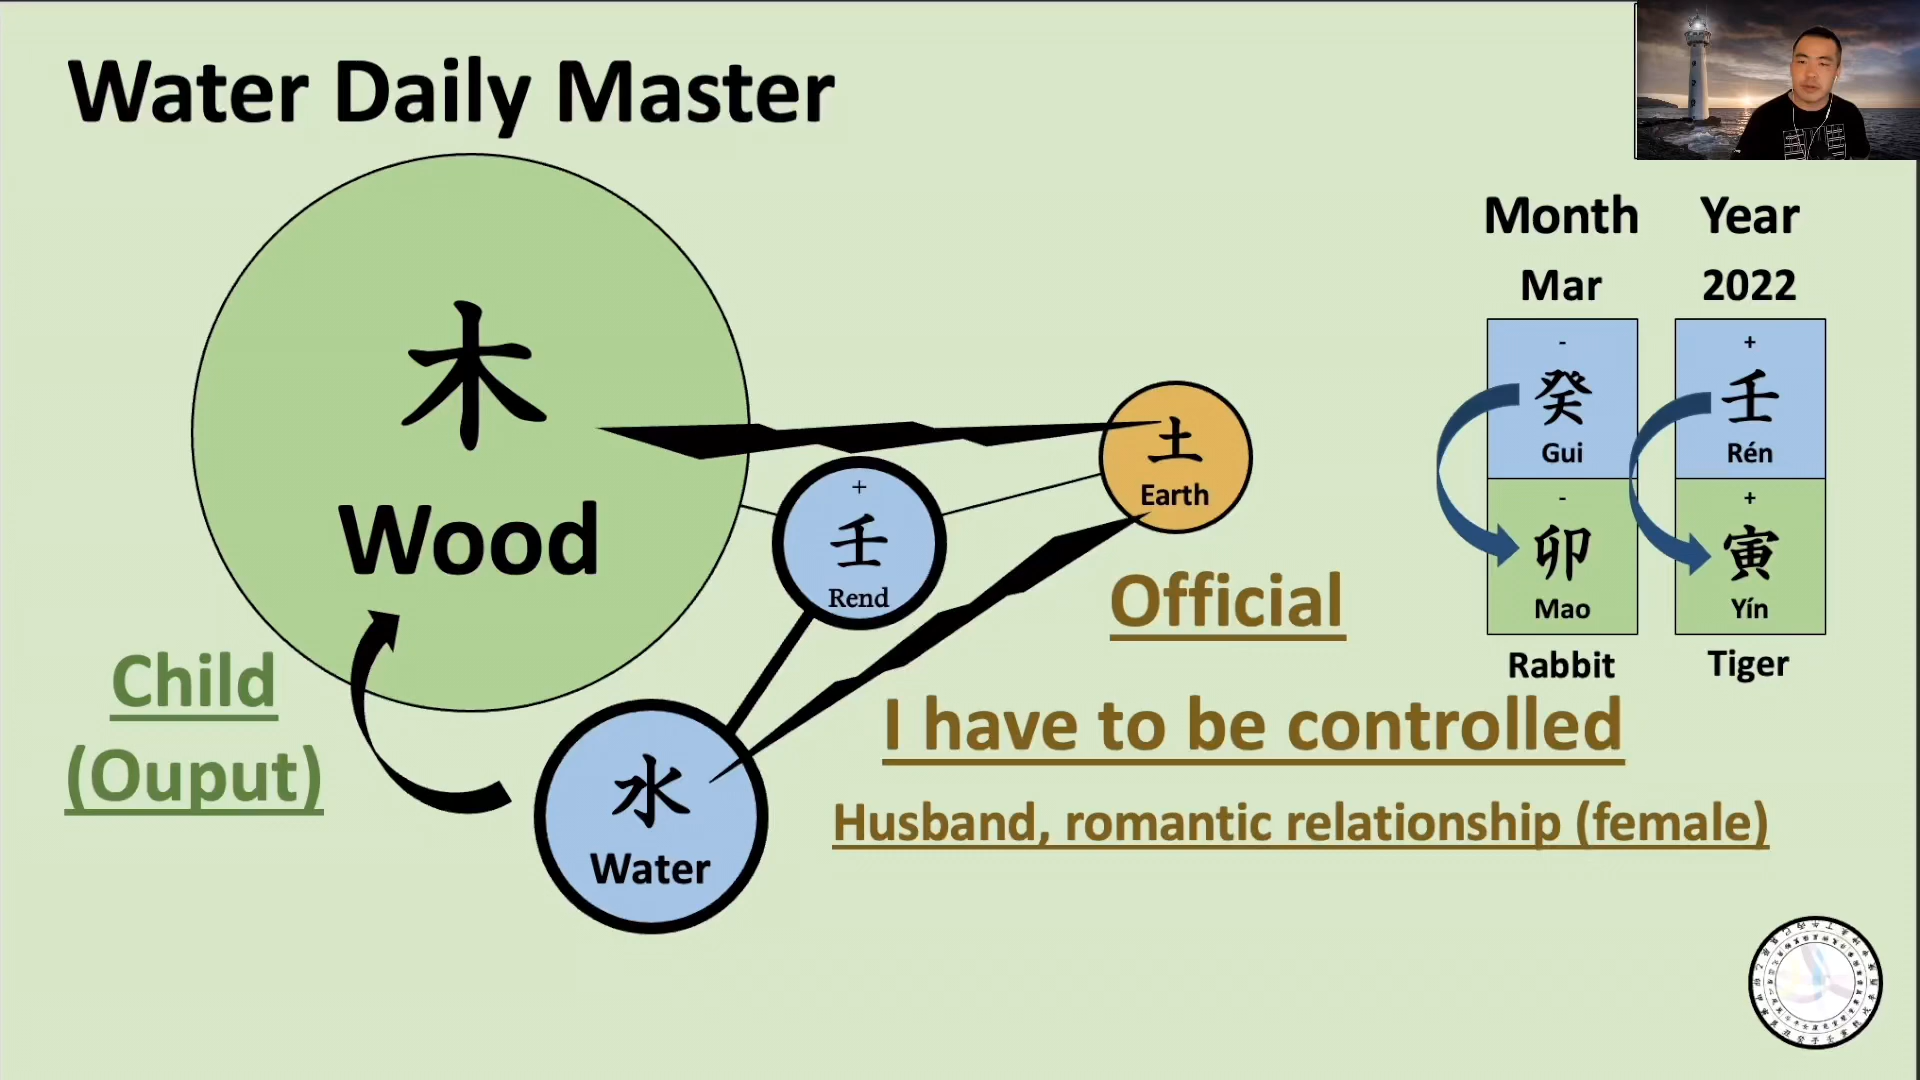 Water Daily Master
Month
Year
Mar
2022
-
癸
Gui
+
壬
Rén
-
卯
Mao
+
寅
Yín
Rabbit
Tiger
木
Wood
土
Earth
+
壬
Rend
Official
Child
(Ouput)
I have to be controlled
水
Water
Husband, romantic relationship (female)